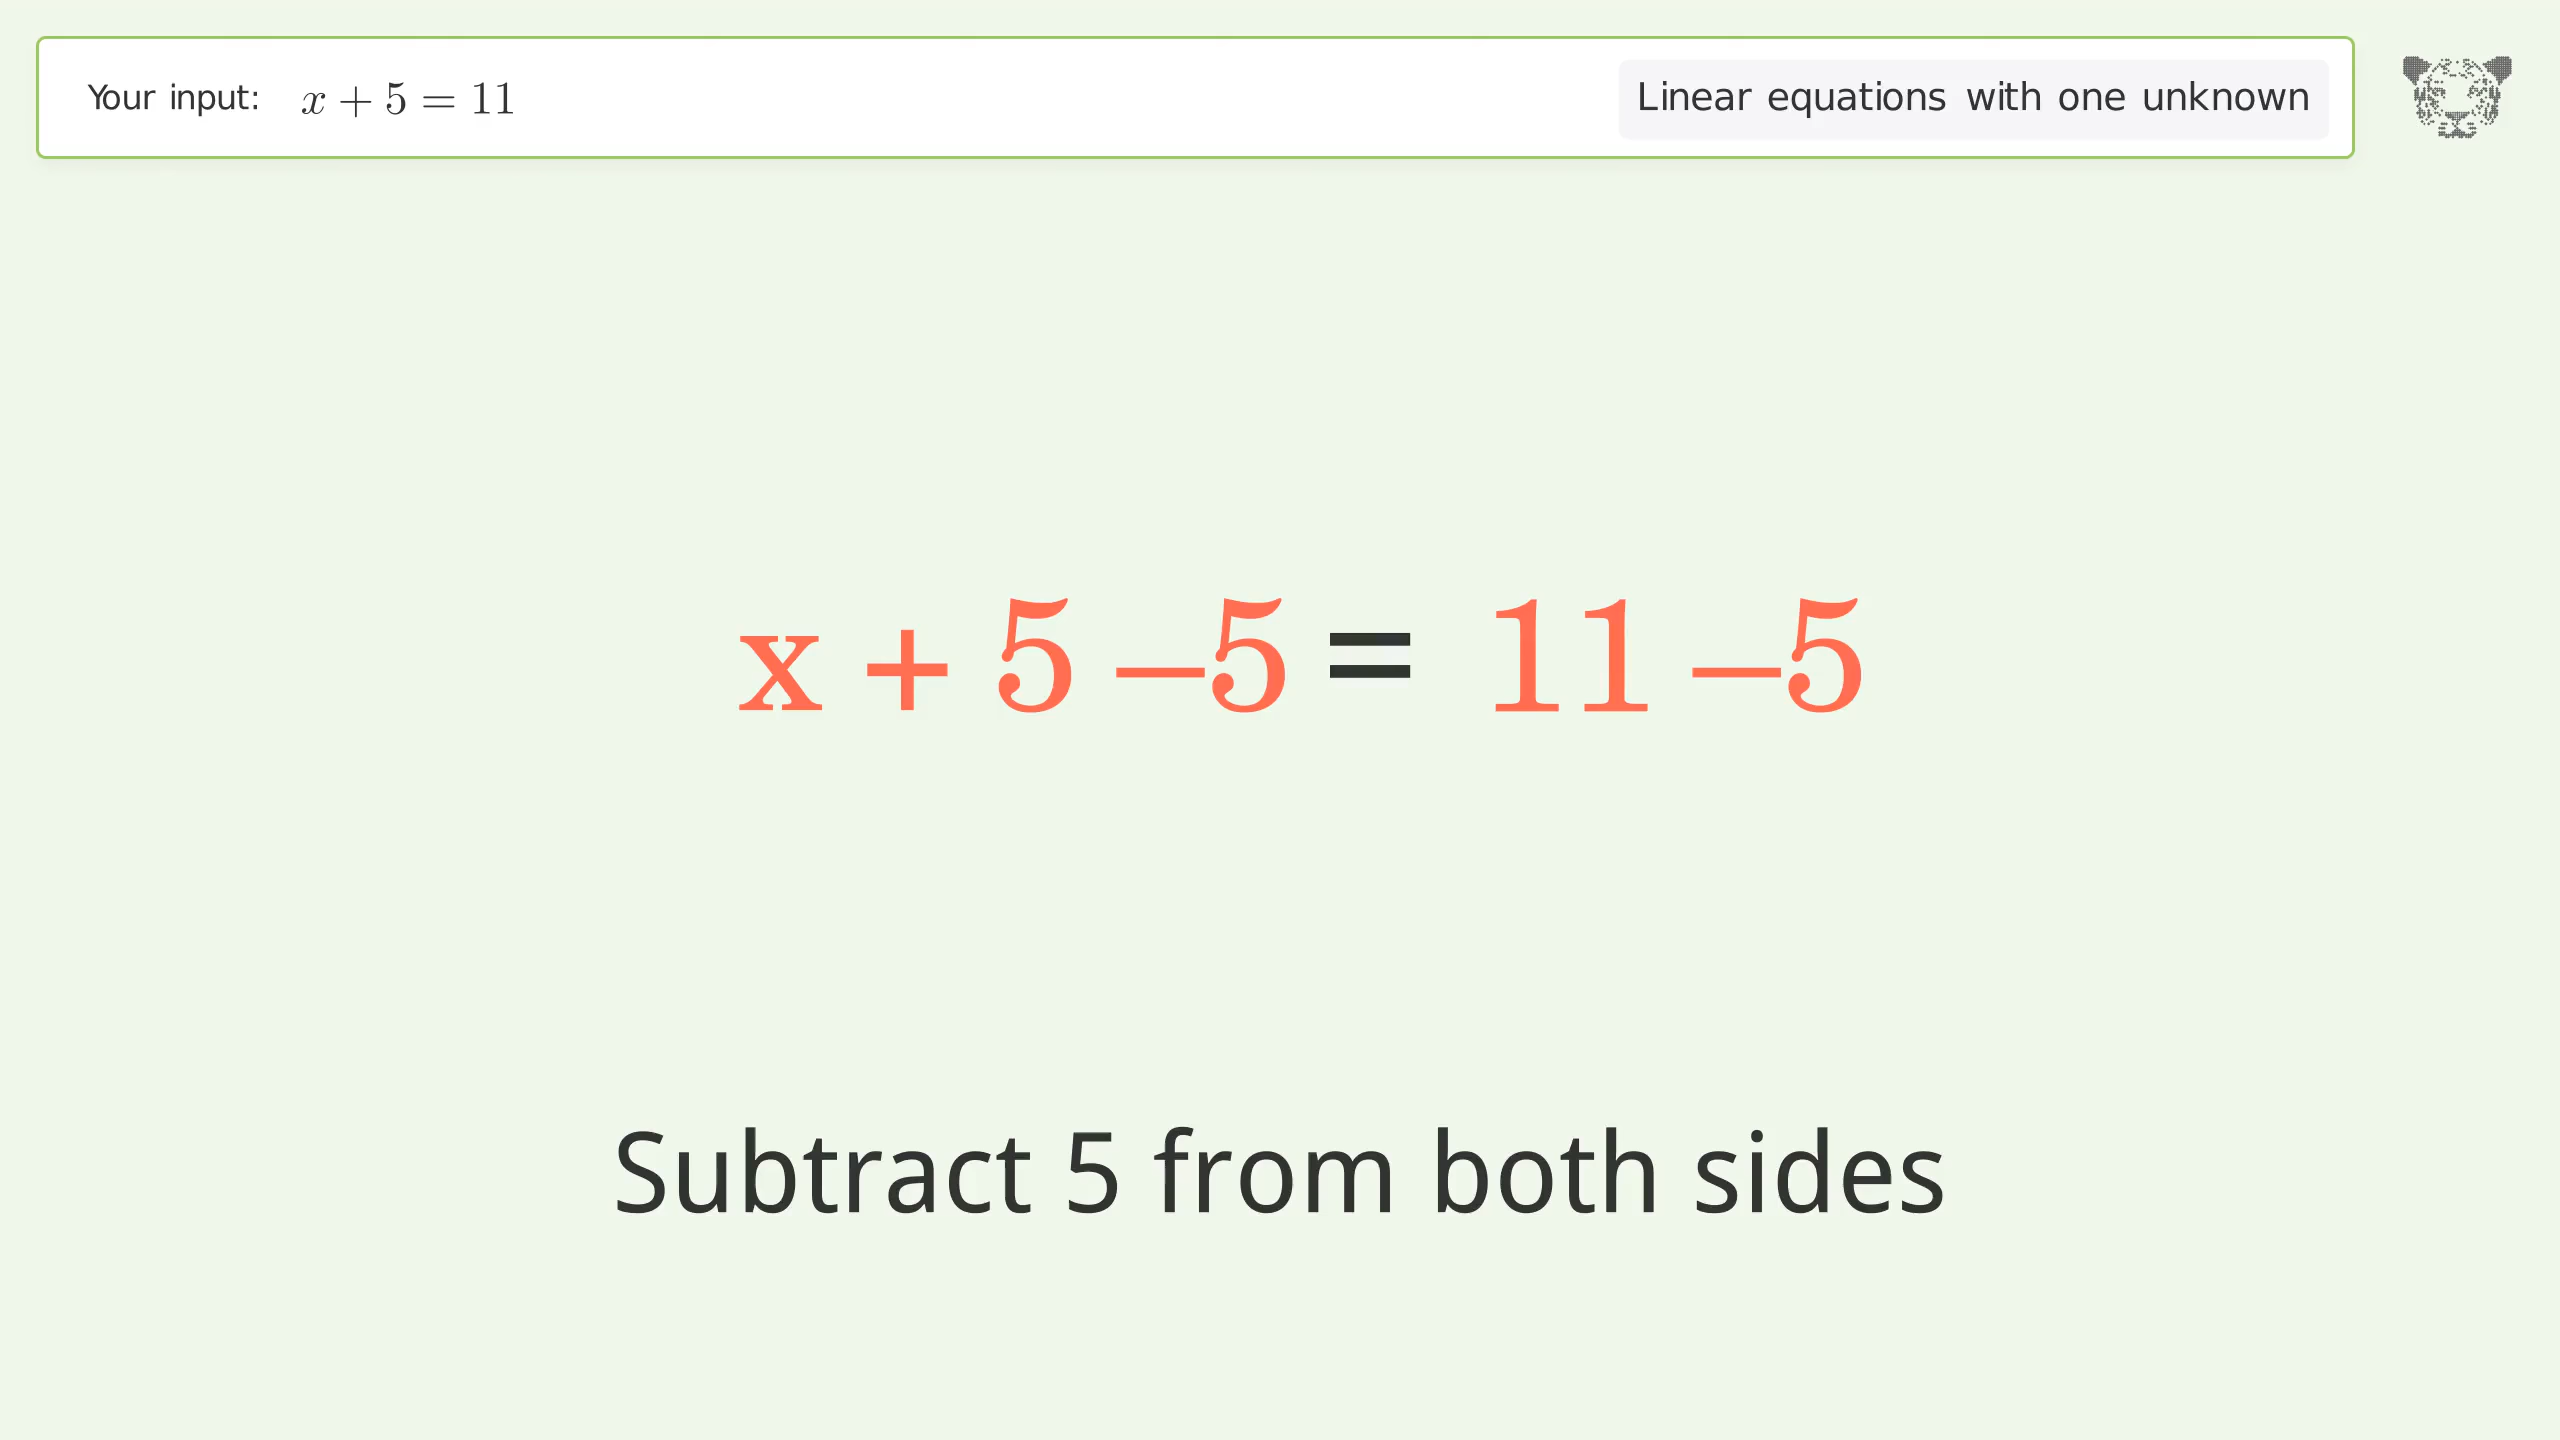 Your input: x + 5 = 11
Linear equations with one unknown
x + 5 –5 = 11 –5
Subtract 5 from both sides